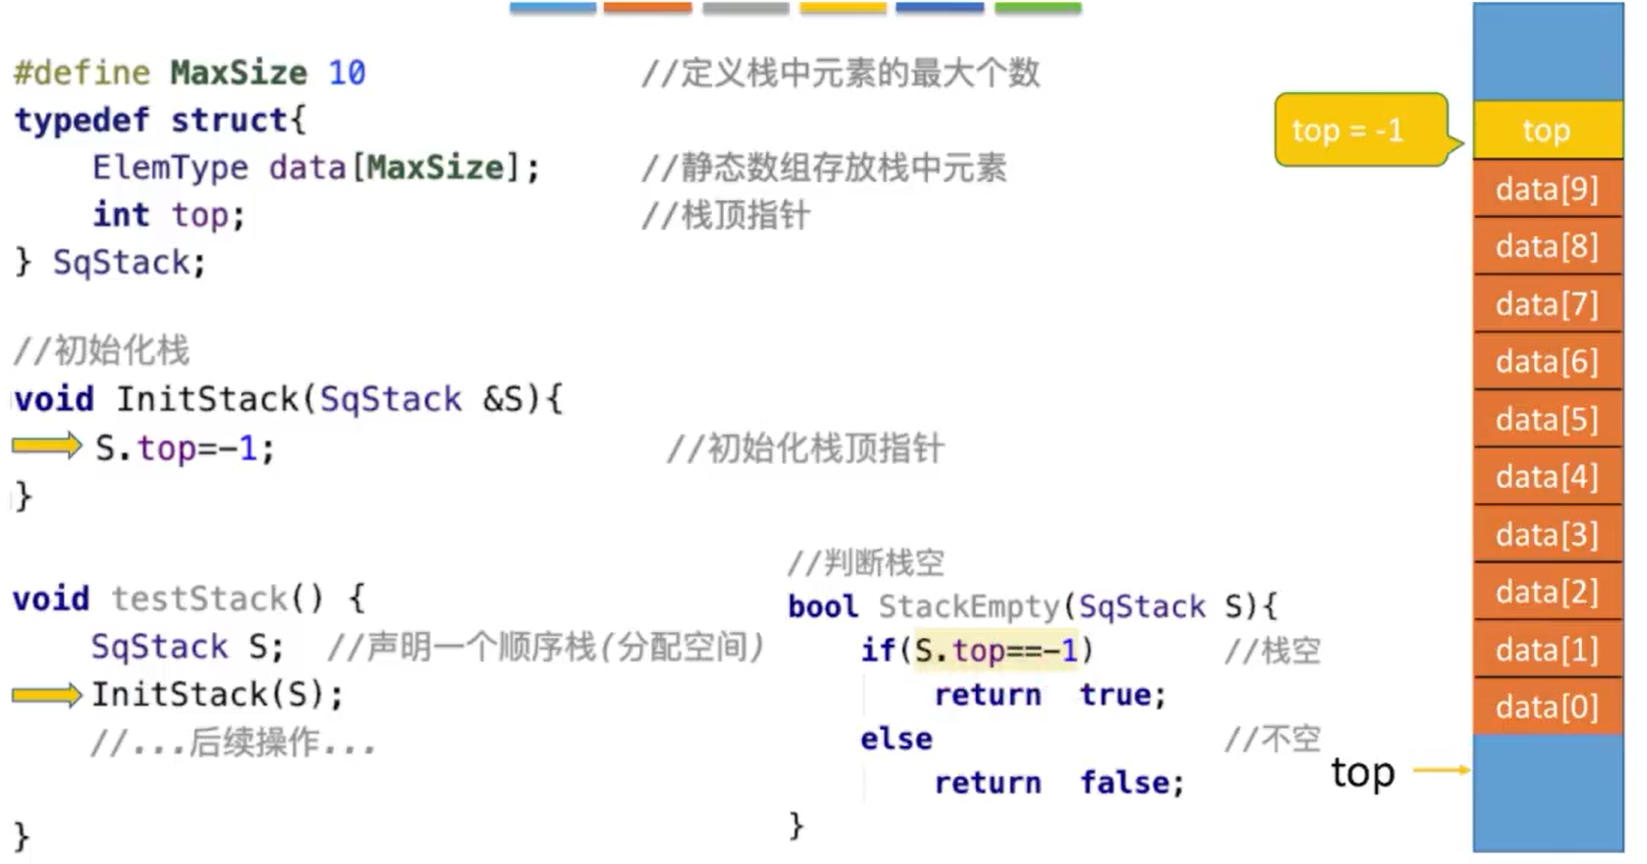 #define MaxSize 10 //定义栈中元素的最大个数
typedef struct{
ElemType data[MaxSize]; //静态数组存放栈中元素
int top; //栈顶指针
} SqStack;
//初始化栈
void InitStack(SqStack &S){
S.top=-1; //初始化栈顶指针
}
void testStack() {
SqStack S; //声明一个顺序栈(分配空间)
InitStack(S);
//...后续操作...
}
//判断栈空
bool StackEmpty(SqStack S){
if(S.top==-1) //栈空
return true;
else //不空
return false;
}
top = -1
top
data[9]
data[8]
data[7]
data[6]
data[5]
data[4]
data[3]
data[2]
data[1]
data[0]
top